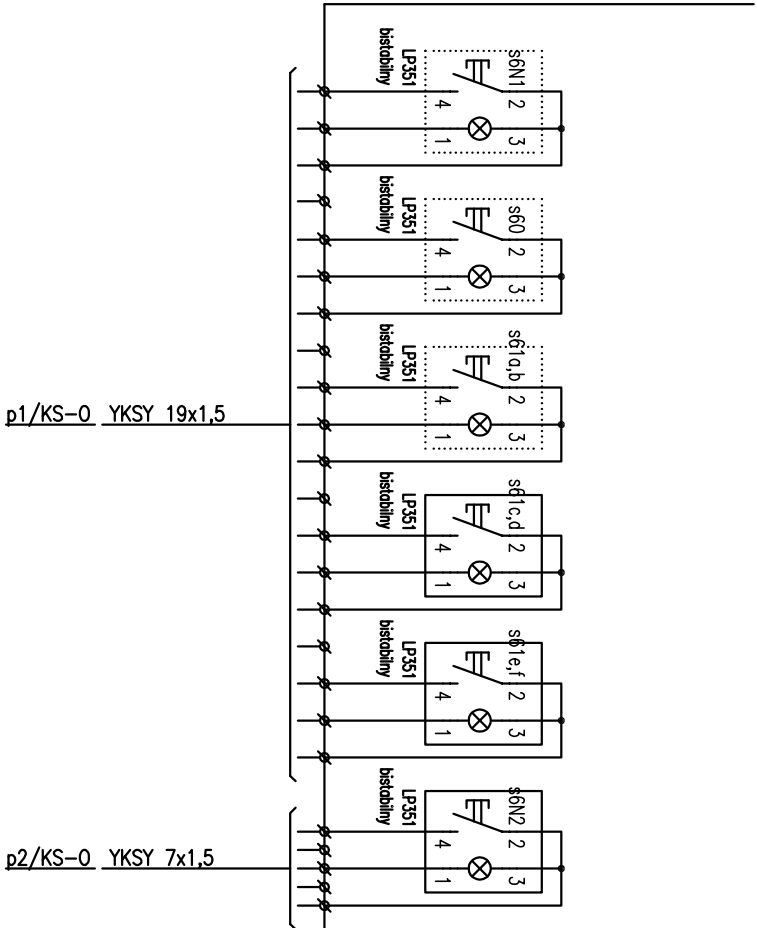 LP351
bistabilny
s6N1
4 2
1 3
LP351
bistabilny
s60
4 2
1 3
LP351
bistabilny
s61a,b
4 2
1 3
p1/KS-0 YKSY 19x1,5
LP351
bistabilny
s61c,d
4 2
1 3
LP351
bistabilny
s61e,f
4 2
1 3
LP351
bistabilny
s6N2
4 2
1 3
p2/KS-0 YKSY 7x1,5